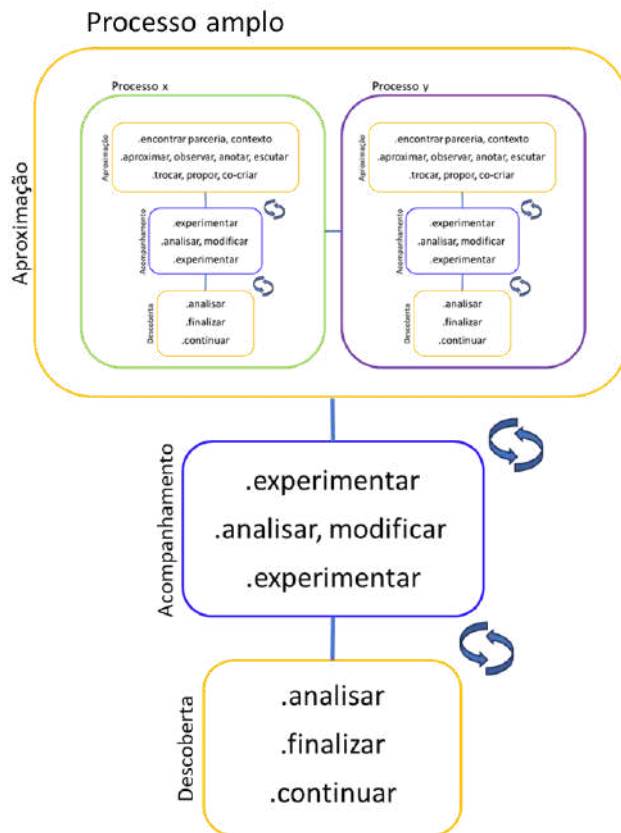 Processo amplo
Aproximação
Processo x
Aproximação
.encontrar parceria, contexto
.aproximar, observar, anotar, escutar
.trocar, propor, co-criar
Acompanhamento
.experimentar
.analisar, modificar
.experimentar
Descoberta
.analisar
.finalizar
.continuar
Processo y
Aproximação
.encontrar parceria, contexto
.aproximar, observar, anotar, escutar
.trocar, propor, co-criar
Acompanhamento
.experimentar
.analisar, modificar
.experimentar
Descoberta
.analisar
.finalizar
.continuar
Acompanhamento
.experimentar
.analisar, modificar
.experimentar
Descoberta
.analisar
.finalizar
.continuar